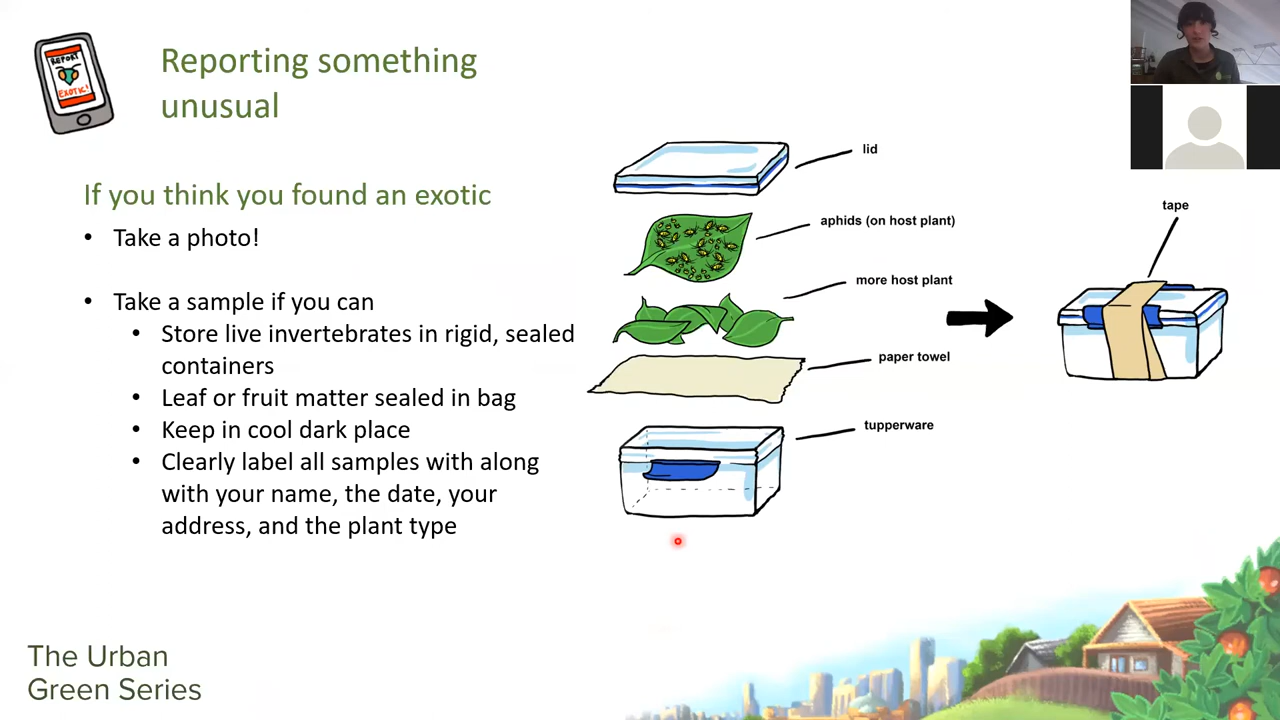 REPORT
EXOTIC!
Reporting something
unusual
If you think you found an exotic
• Take a photo!
• Take a sample if you can
• Store live invertebrates in rigid, sealed
containers
• Leaf or fruit matter sealed in bag
• Keep in cool dark place
• Clearly label all samples with along
with your name, the date, your
address, and the plant type
lid
aphids (on host plant)
more host plant
paper towel
tupperware
tape
The Urban
Green Series